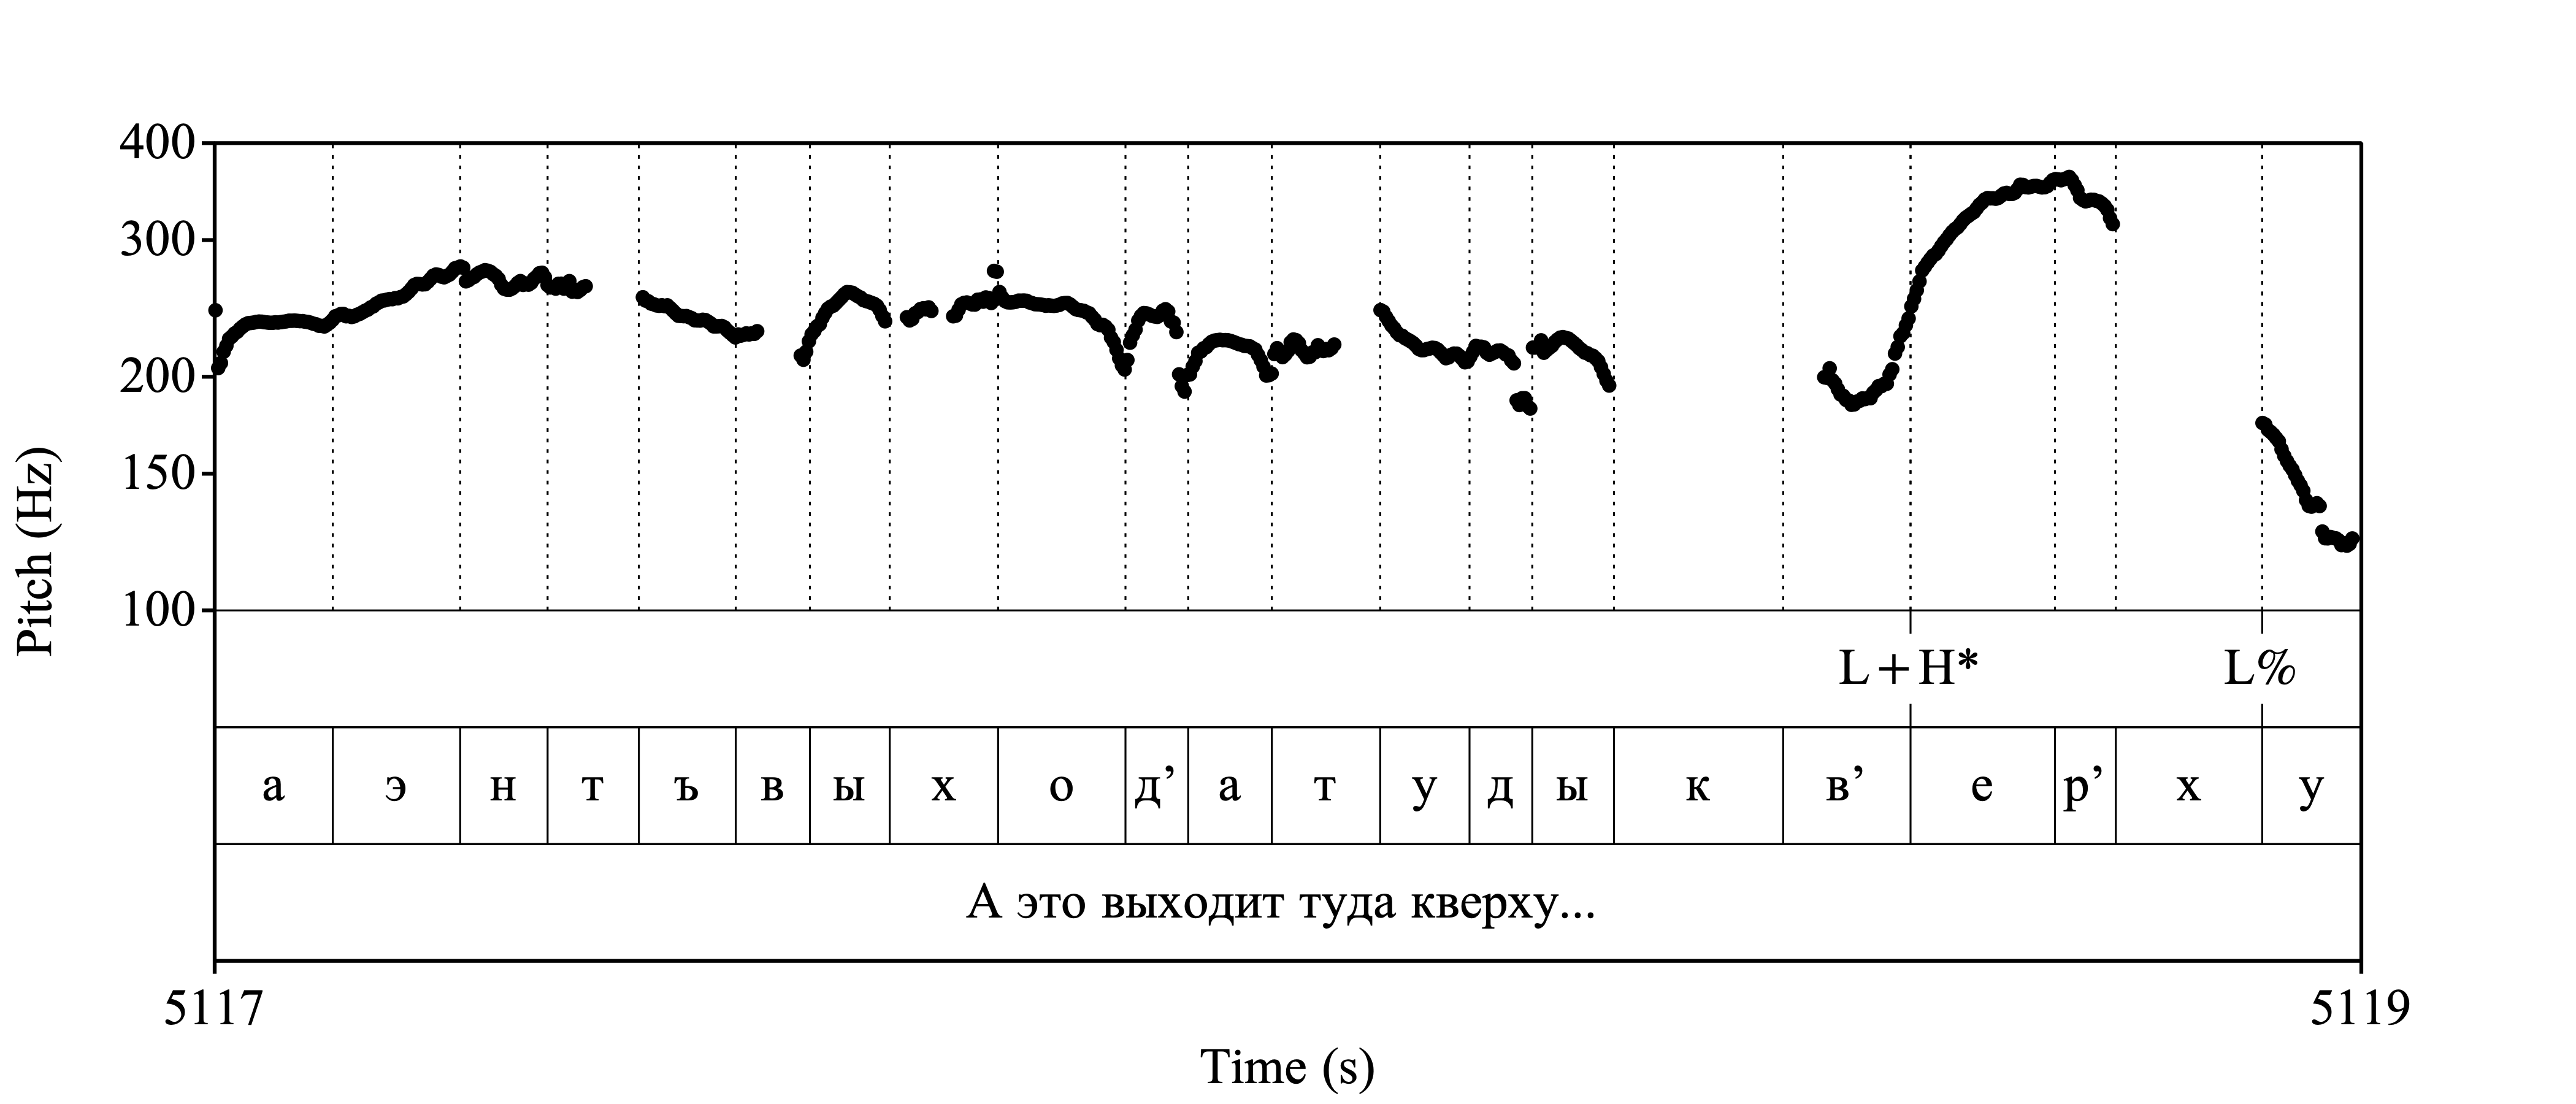 400
300
200
150
100
Pitch (Hz)
L+H* L%
а э н т ъ в ы х о д’ а т у д ы к в’ е р’ х у
А это выходит туда кверху...
5117 5119
Time (s)